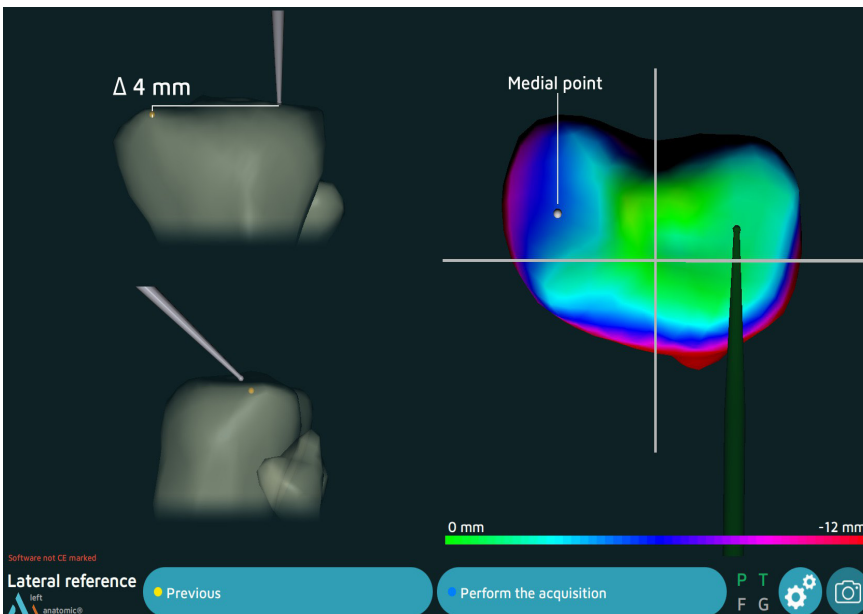 Δ 4 mm
Medial point
0 mm
-12 mm
Software not CE marked
Lateral reference
left
anatomic®
Previous
Perform the acquisition
P T
F G